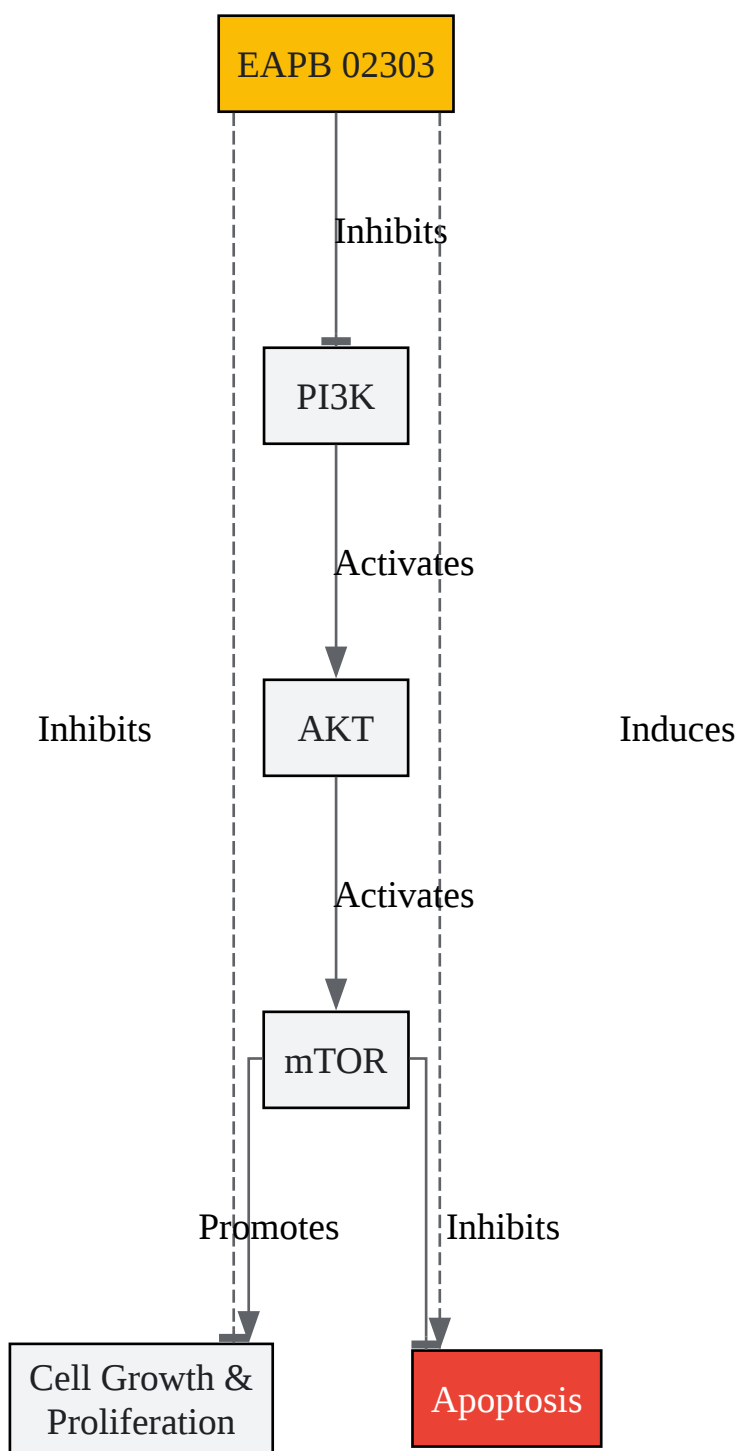 EAPB 02303
Inhibits
PI3K
Activates
AKT
Inhibits
Induces
Activates
mTOR
Promotes
Inhibits
Cell Growth &
Proliferation
Apoptosis